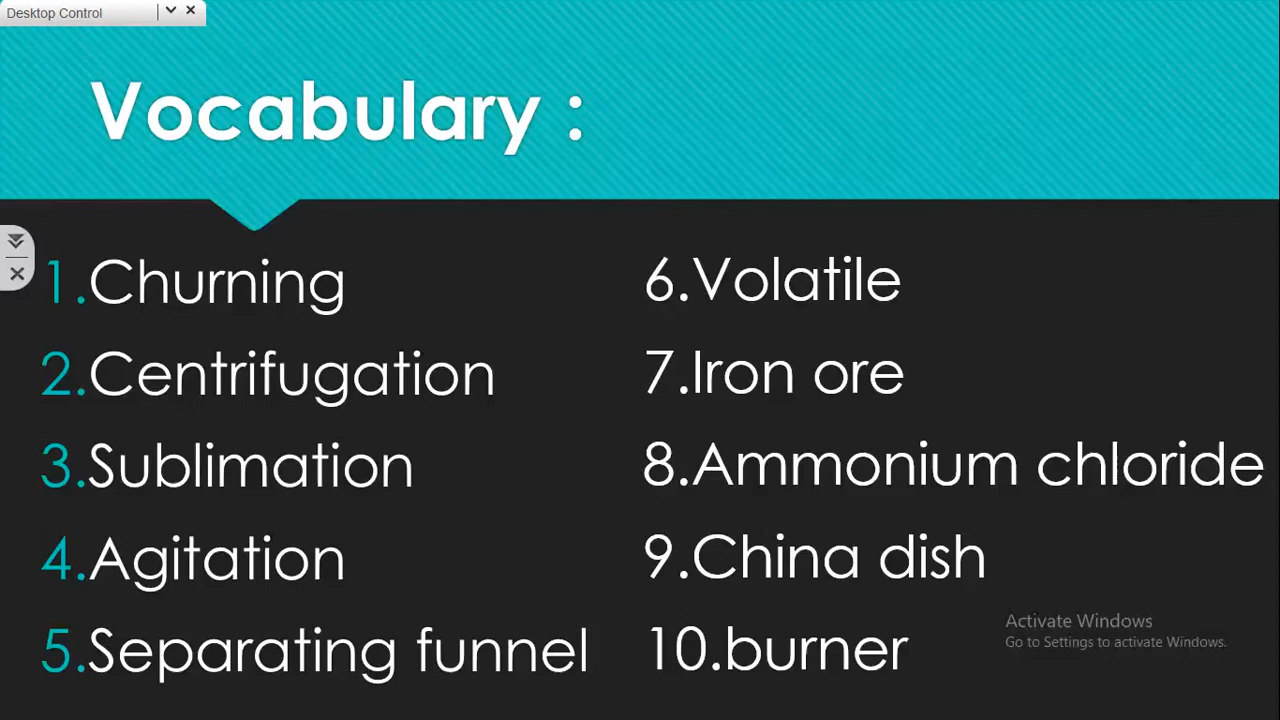 Desktop Control
Vocabulary :
1.Churning
2.Centrifugation
3.Sublimation
4.Agitation
5.Separating funnel
6.Volatile
7.Iron ore
8.Ammonium chloride
9.China dish
10.burner
Activate Windows
Go to Settings to activate Windows.